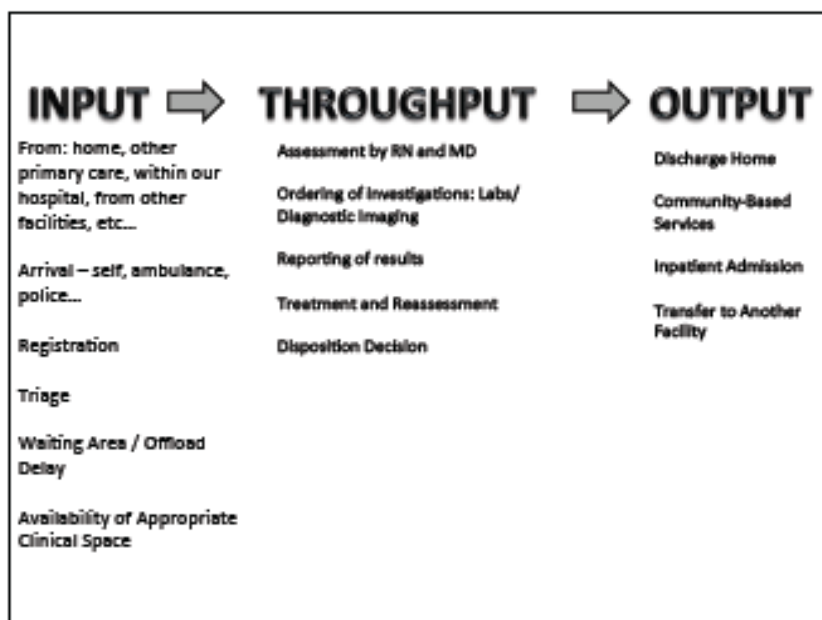 INPUT
From: home, other
primary care, within our
hospital, from other
facilities, etc...
Arrival – self, ambulance,
police...
Registration
Triage
Waiting Area / Offload
Delay
Availability of Appropriate
Clinical Space
THROUGHPUT
Assessment by RN and MD
Ordering of Investigations: Labs/
Diagnostic Imaging
Reporting of results
Treatment and Reassessment
Disposition Decision
OUTPUT
Discharge Home
Community-Based
Services
Inpatient Admission
Transfer to Another
Facility